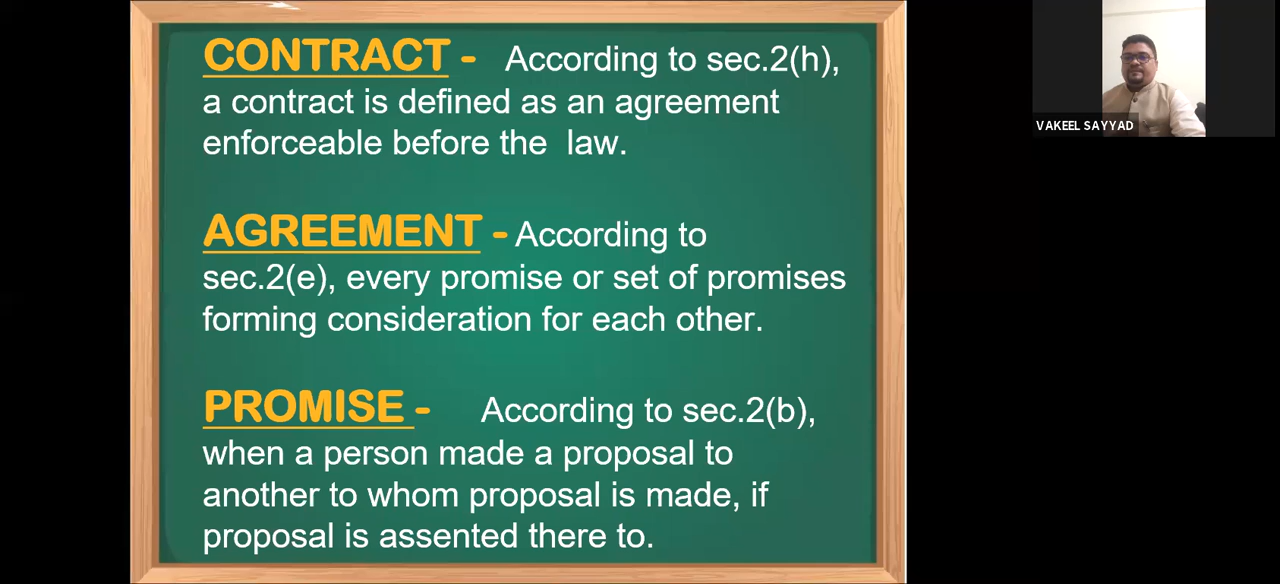 CONTRACT - According to sec.2(h),
a contract is defined as an agreement
enforceable before the law.
AGREEMENT - According to
sec.2(e), every promise or set of promises
forming consideration for each other.
PROMISE - According to sec.2(b),
when a person made a proposal to
another to whom proposal is made, if
proposal is assented there to.
VAKEEL SAYYAD